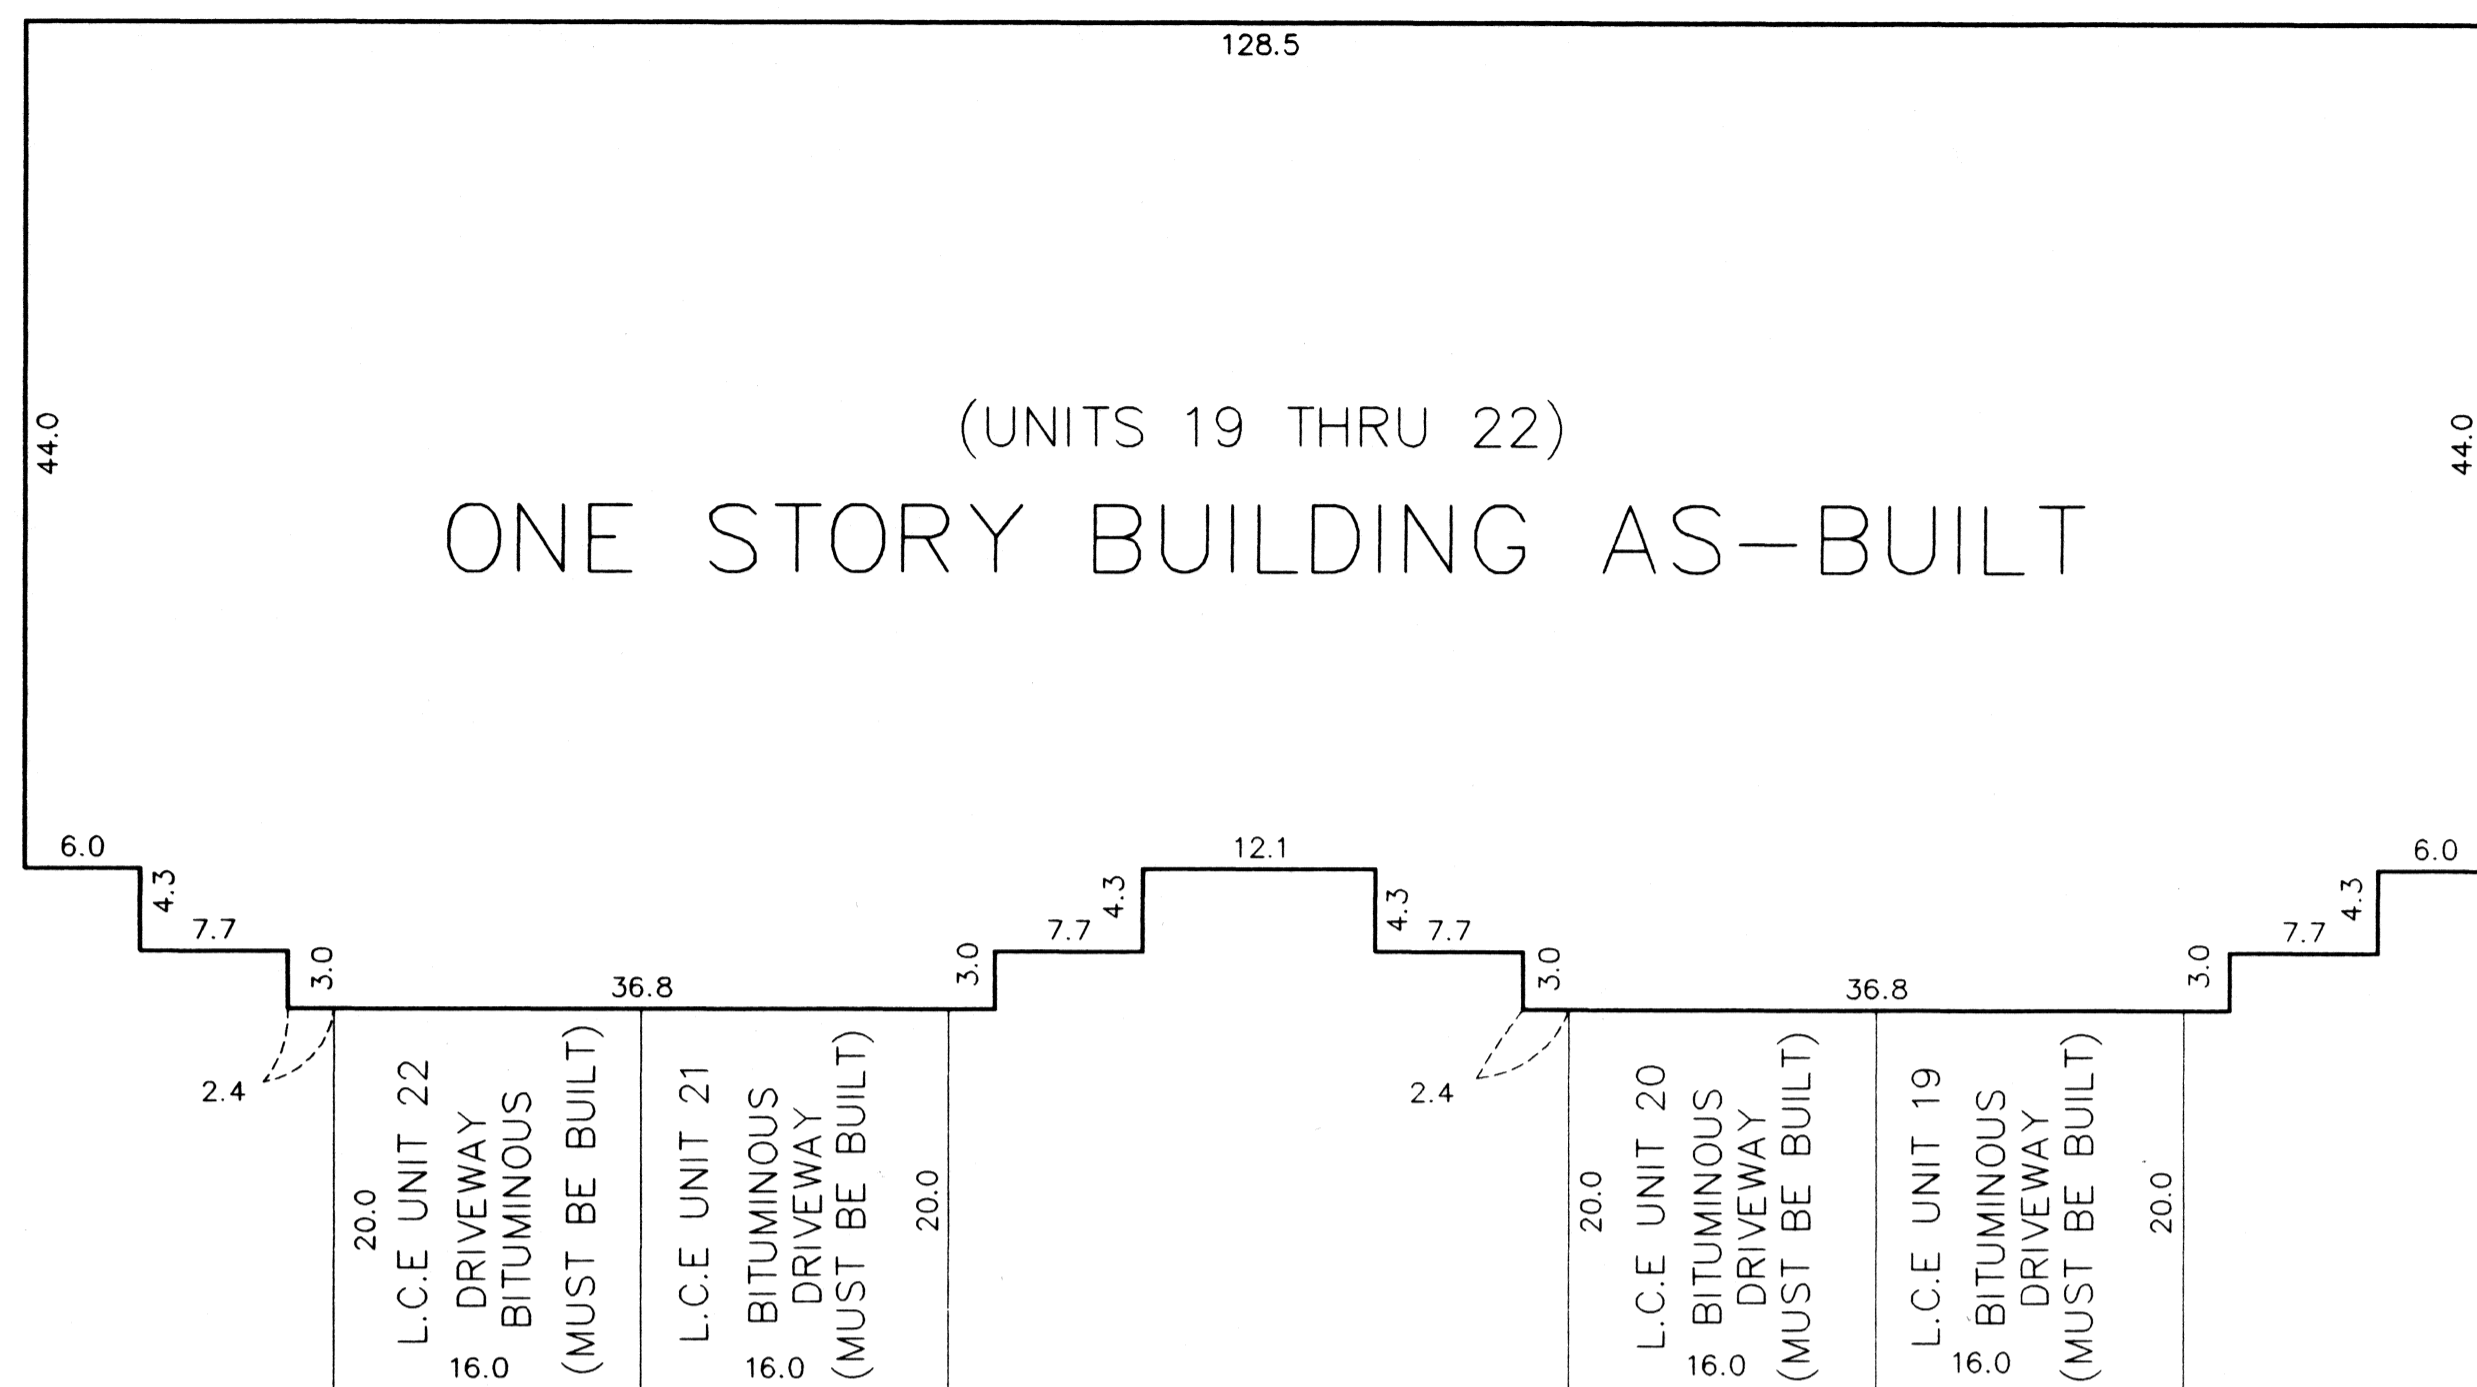 128.5
44.0
44.0
(UNITS 19 THRU 22)
ONE STORY BUILDING AS-BUILT
6.0
4.3
7.7
3.0
36.8
3.0
7.7
4.3
12.1
4.3
7.7
3.0
36.8
3.0
7.7
4.3
6.0
2.4
20.0
L.C.E UNIT 22
DRIVEWAY
BITUMINOUS
(MUST BE BUILT)
16.0
L.C.E UNIT 21
BITUMINOUS
DRIVEWAY
(MUST BE BUILT)
16.0
20.0
2.4
20.0
L.C.E UNIT 20
BITUMINOUS
DRIVEWAY
(MUST BE BUILT)
16.0
L.C.E UNIT 19
BITUMINOUS
DRIVEWAY
(MUST BE BUILT)
16.0
20.0